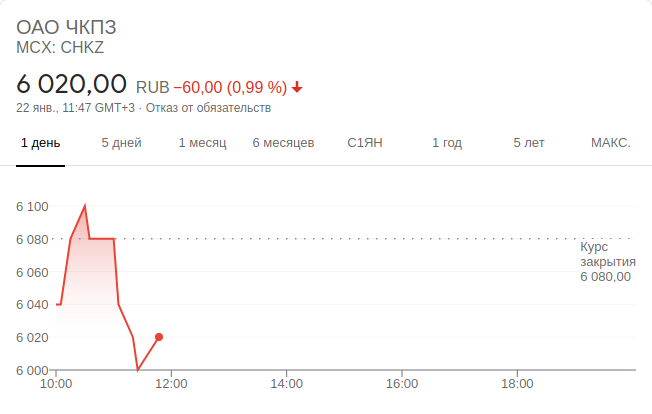 ОАО ЧКПЗ
MCX: CHKZ
6 020,00 RUB −60,00 (0,99 %)
22 янв., 11:47 GMT+3 · Отказ от обязательств
1 день 5 дней 1 месяц 6 месяцев С1ЯН 1 год 5 лет МАКС.
6 100
6 080
Курс
закрытия
6 080,00
6 060
6 040
6 020
6 000
10:00 12:00 14:00 16:00 18:00